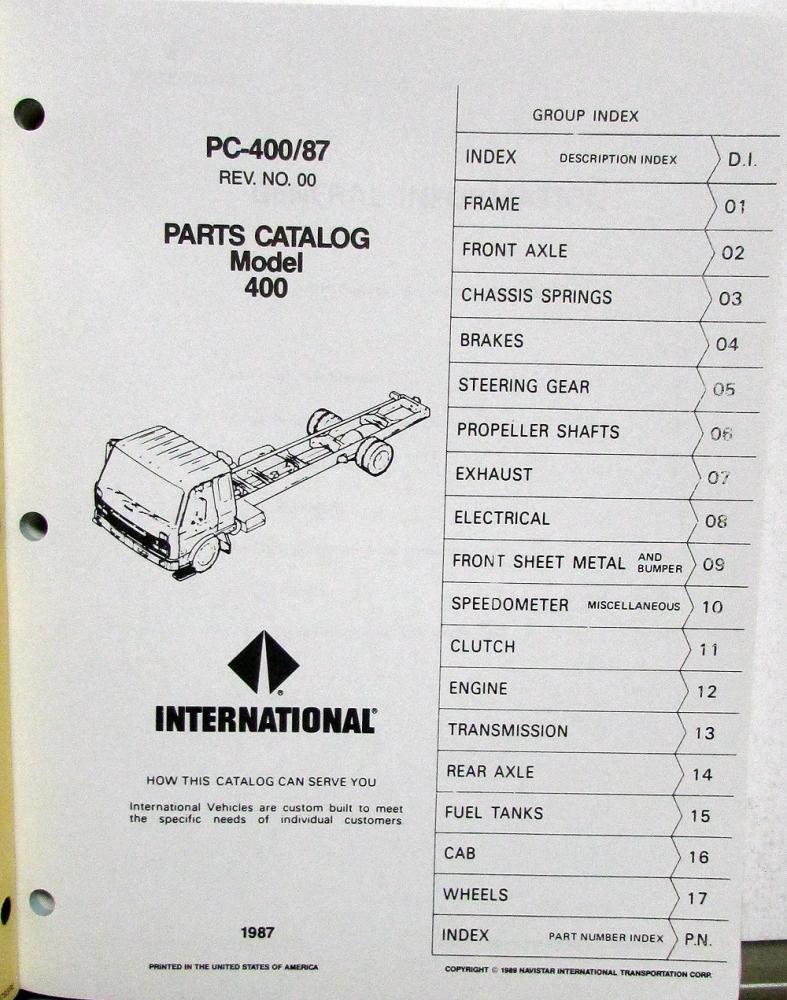 PC-400/87
REV. NO. 00
PARTS CATALOG
Model
400
INTERNATIONAL®
HOW THIS CATALOG CAN SERVE YOU
International Vehicles are custom built to meet
the specific needs of individual customers
1987
PRINTED IN THE UNITED STATES OF AMERICA
GROUP INDEX
INDEX DESCRIPTION INDEX D.I.
FRAME 01
FRONT AXLE 02
CHASSIS SPRINGS 03
BRAKES 04
STEERING GEAR 05
PROPELLER SHAFTS 06
EXHAUST 07
ELECTRICAL 08
FRONT SHEET METAL AND BUMPER 09
SPEEDOMETER MISCELLANEOUS 10
CLUTCH 11
ENGINE 12
TRANSMISSION 13
REAR AXLE 14
FUEL TANKS 15
CAB 16
WHEELS 17
INDEX PART NUMBER INDEX P.N.
COPYRIGHT © 1989 NAVISTAR INTERNATIONAL TRANSPORTATION CORP.